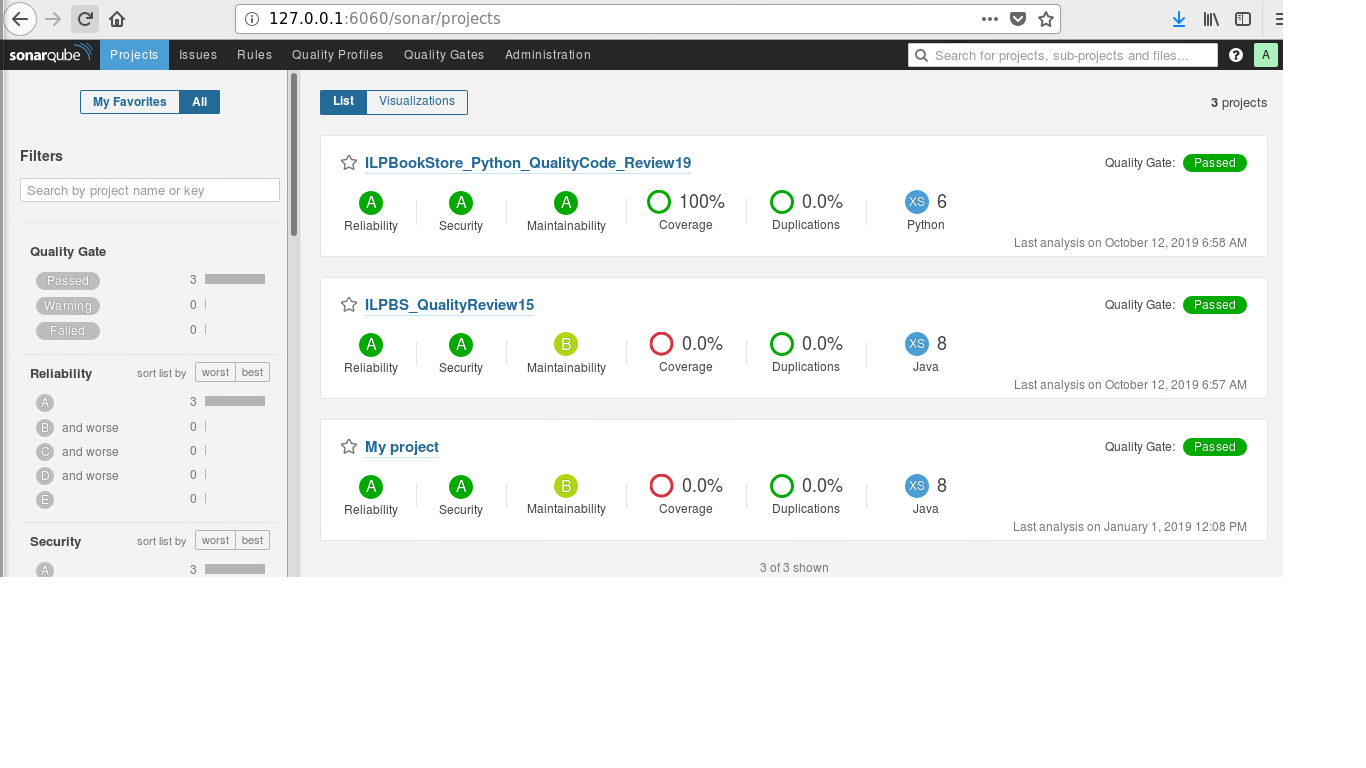 127.0.0.1:6060/sonar/projects
sonarqube Projects Issues Rules Quality Profiles Quality Gates Administration Search for projects, sub-projects and files... ? A
My Favorites All
Filters
Search by project name or key
Quality Gate
Passed 3
Warning 0
Failed 0
Reliability sort list by worst best
A 3
B and worse 0
C and worse 0
D and worse 0
E 0
Security sort list by worst best
A 3
List Visualizations 3 projects
ILPBookStore_Python_QualityCode_Review19 Quality Gate: Passed
A A A 100% 0.0% XS 6
Reliability Security Maintainability Coverage Duplications Python
Last analysis on October 12, 2019 6:58 AM
ILPBS_QualityReview15 Quality Gate: Passed
A A B 0.0% 0.0% XS 8
Reliability Security Maintainability Coverage Duplications Java
Last analysis on October 12, 2019 6:57 AM
My project Quality Gate: Passed
A A B 0.0% 0.0% XS 8
Reliability Security Maintainability Coverage Duplications Java
Last analysis on January 1, 2019 12:08 PM
3 of 3 shown